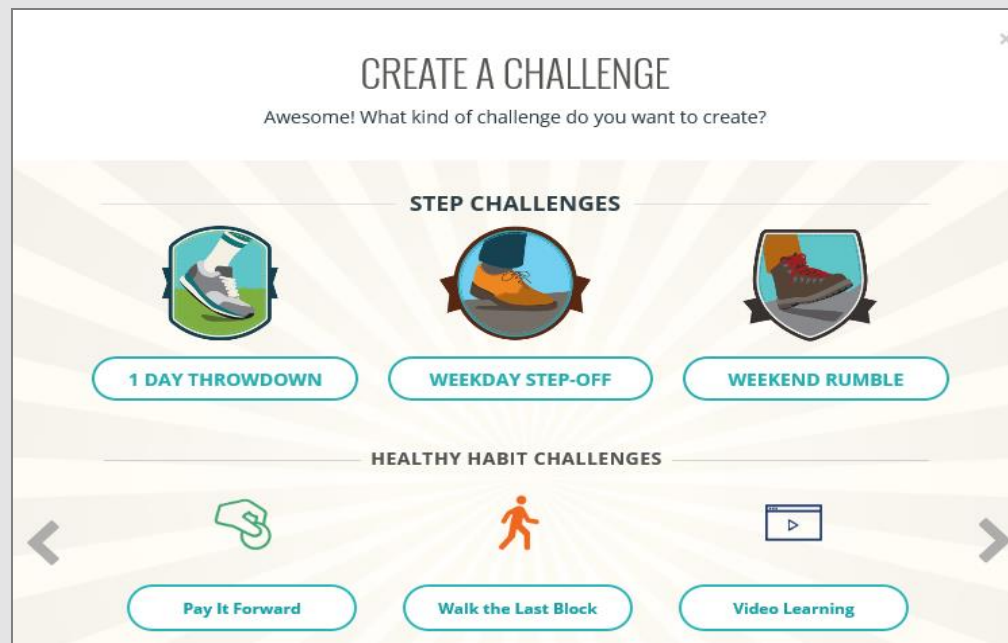 CREATE A CHALLENGE
Awesome! What kind of challenge do you want to create?
STEP CHALLENGES
1 DAY THROWDOWN
WEEKDAY STEP-OFF
WEEKEND RUMBLE
HEALTHY HABIT CHALLENGES
Pay It Forward
Walk the Last Block
Video Learning